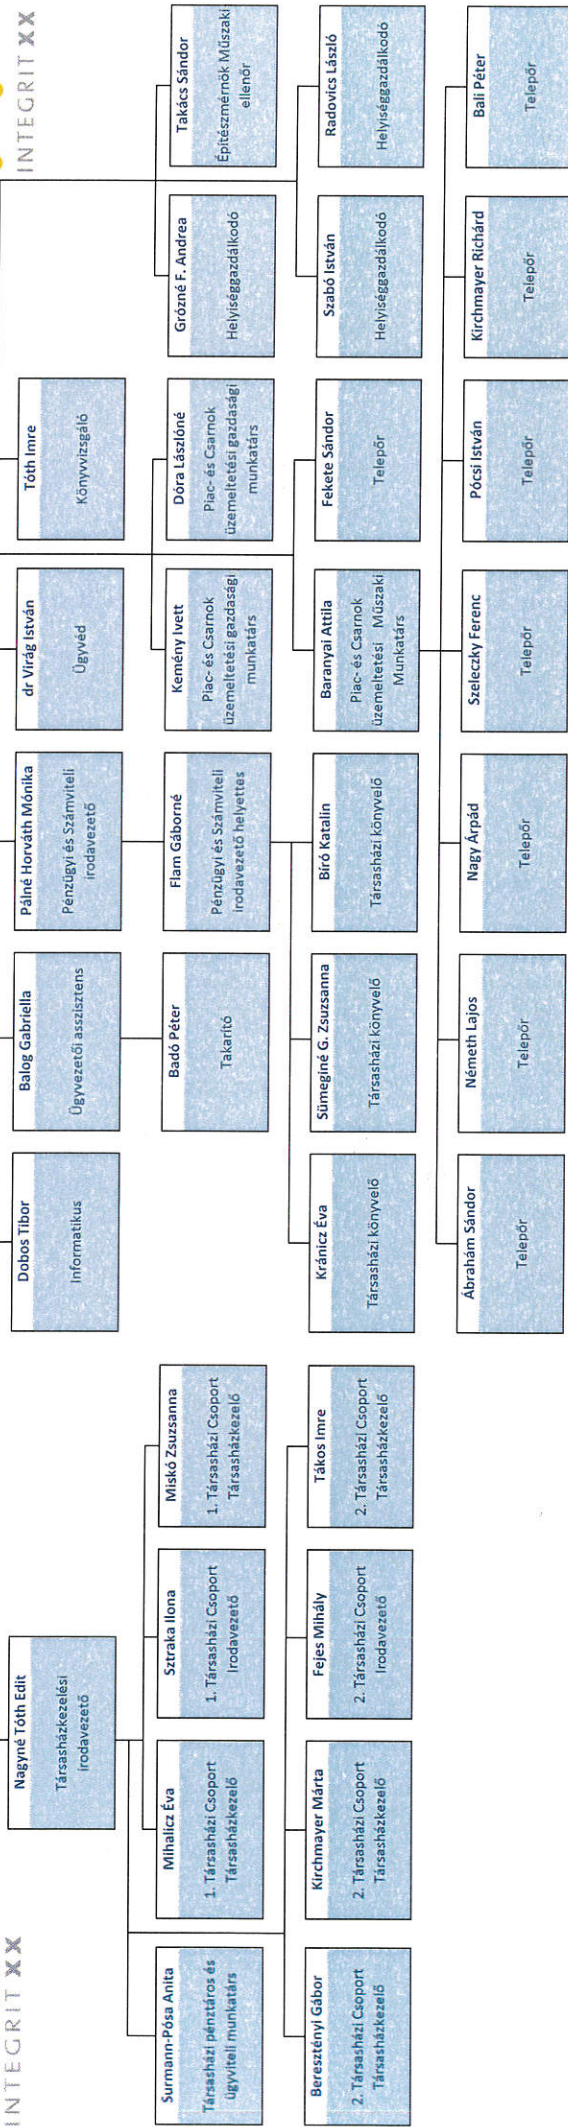 INTEGRIT XX
INTEGRIT XX
Nagyné Tóth Edit
Társasházkezelési
irodavezető
Dobos Tibor
Informatikus
Balog Gabriella
Ügyvezetői asszisztens
Pálné Horváth Mónika
Pénzügyi és Számviteli
irodavezető
dr Virág István
Ügyvéd
Tóth Imre
Könyvvizsgáló
Surmann-Pósa Anita
Társasházi pénztáros és
ügyviteli munkatárs
Mihalicz Éva
1. Társasházi Csoport
Társasházkezelő
Sztraka Ilona
1. Társasházi Csoport
Irodavezető
Miskó Zsuzsanna
1. Társasházi Csoport
Társasházkezelő
Badó Péter
Takarító
Flam Gáborné
Pénzügyi és Számviteli
irodavezető helyettes
Kemény Ivett
Piac- és Csarnok
üzemeltetési gazdasági
munkatárs
Dóra Lászlóné
Piac- és Csarnok
üzemeltetési gazdasági
munkatárs
Grózné F. Andrea
Helyiséggazdálkodó
Takács Sándor
Építészmérnök Műszaki
ellenőr
Beresztényi Gábor
2. Társasházi Csoport
Társasházkezelő
Kirchmayer Márta
2. Társasházi Csoport
Társasházkezelő
Fejes Mihály
2. Társasházi Csoport
Irodavezető
Tákos Imre
2. Társasházi Csoport
Társasházkezelő
Kránicz Éva
Társasházi könyvelő
Sümeginé G. Zsuzsanna
Társasházi könyvelő
Bíró Katalin
Társasházi könyvelő
Baranyai Attila
Piac- és Csarnok
üzemeltetési Műszaki
Munkatárs
Fekete Sándor
Telepőr
Szabó István
Helyiséggazdálkodó
Radovics László
Helyiséggazdálkodó
Ábrahám Sándor
Telepőr
Németh Lajos
Telepőr
Nagy Árpád
Telepőr
Szeleczky Ferenc
Telepőr
Pócsi István
Telepőr
Kirchmayer Richárd
Telepőr
Bali Péter
Telepőr